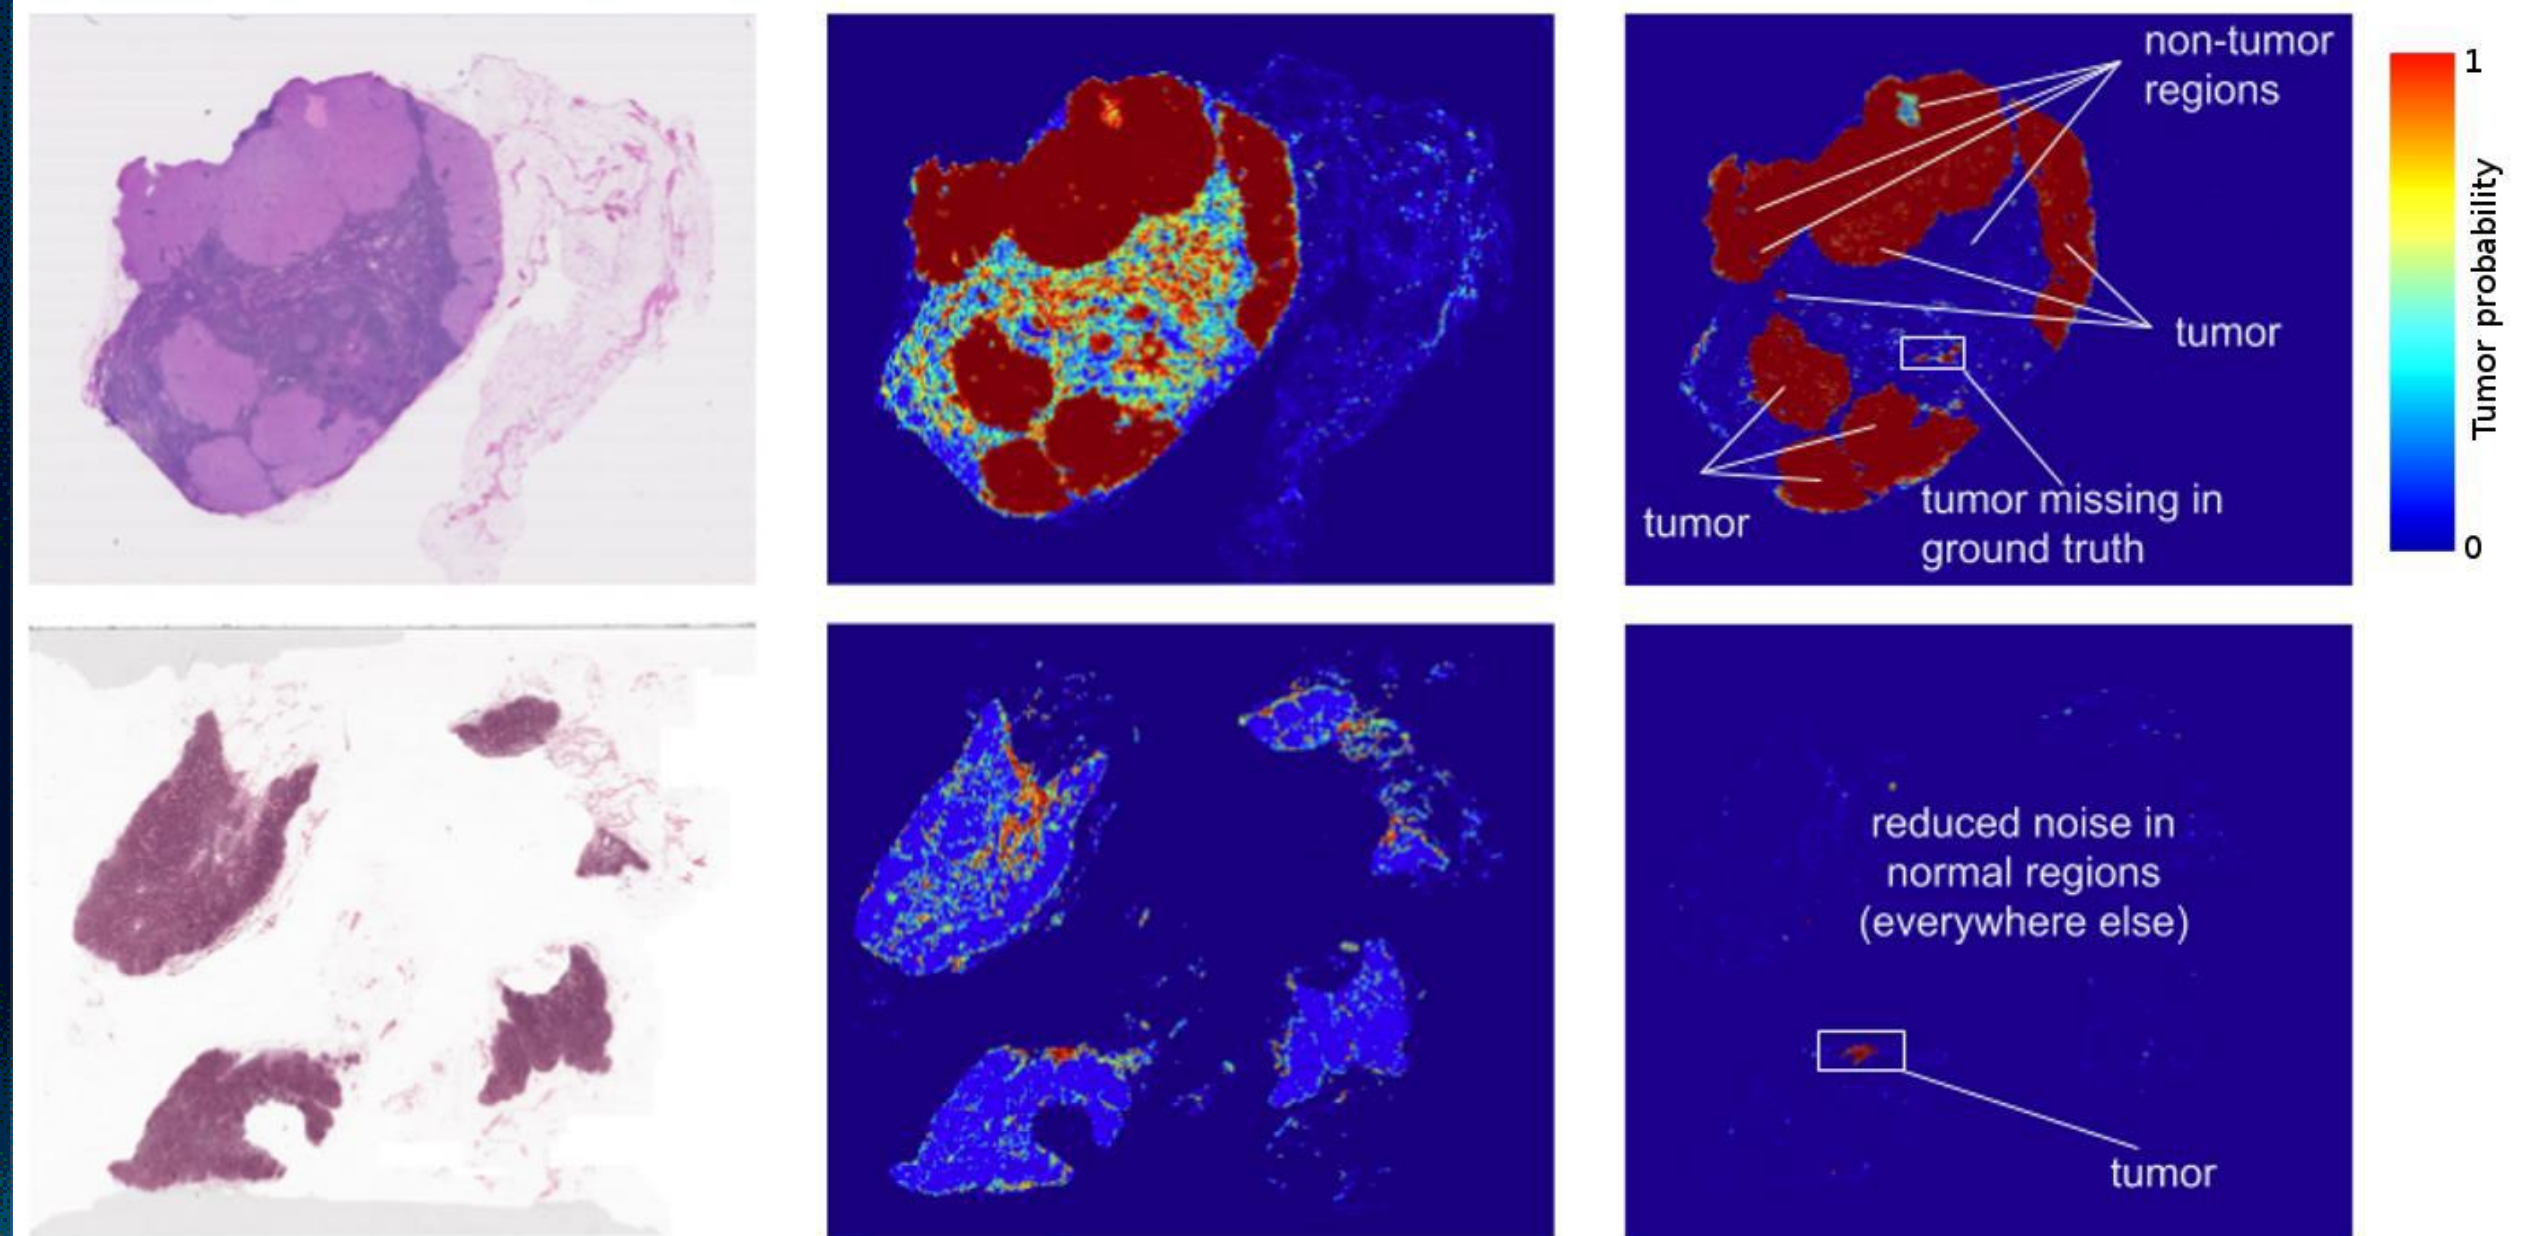 non-tumor
regions
tumor
tumor
tumor missing in
ground truth
1
Tumor probability
0
reduced noise in
normal regions
(everywhere else)
tumor